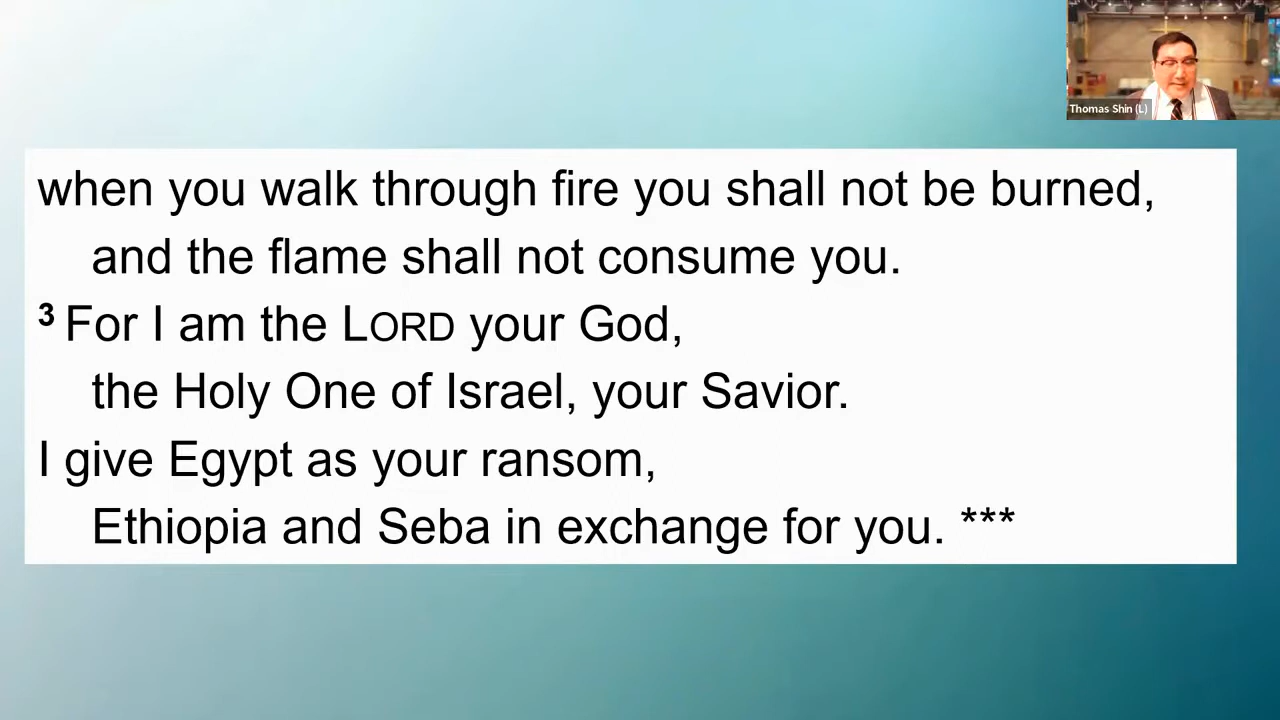 Thomas Shin (L)
when you walk through fire you shall not be burned,
and the flame shall not consume you.
3 For I am the LORD your God,
the Holy One of Israel, your Savior.
I give Egypt as your ransom,
Ethiopia and Seba in exchange for you. ***